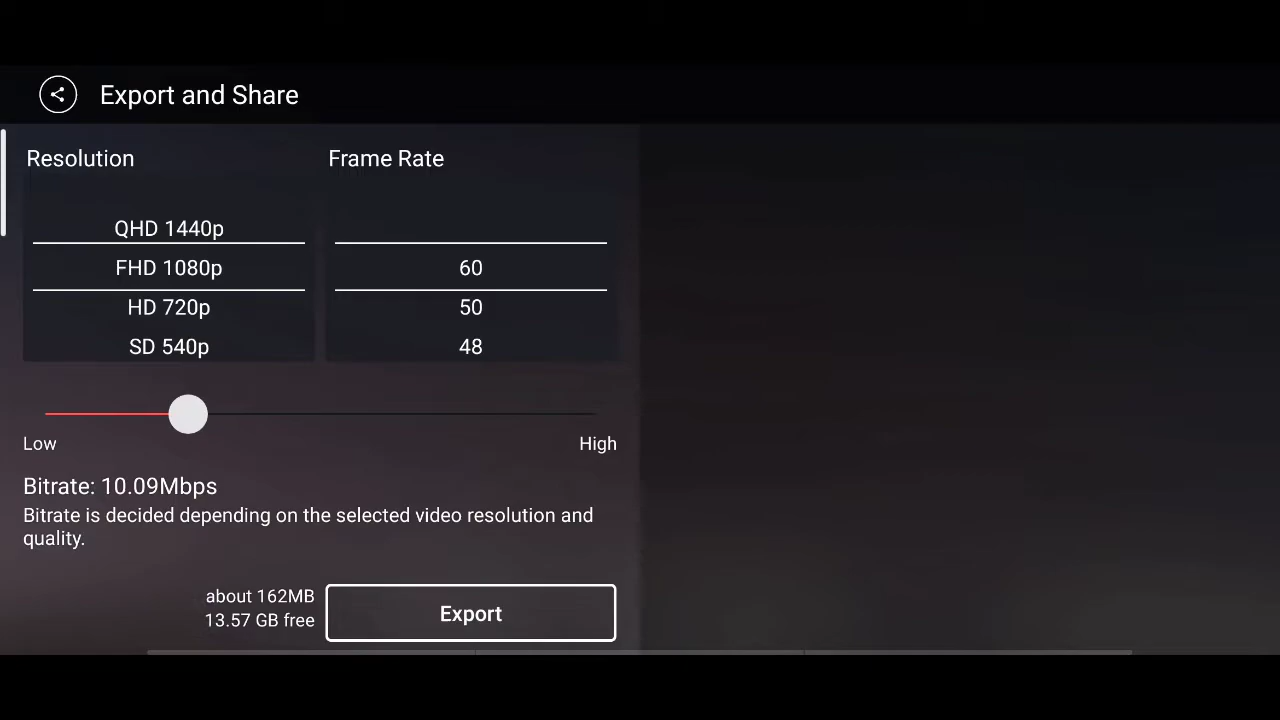 Export and Share
Resolution
Frame Rate
QHD 1440p
FHD 1080p
HD 720p
SD 540p
60
50
48
Low
High
Bitrate: 10.09Mbps
Bitrate is decided depending on the selected video resolution and
quality.
about 162MB
13.57 GB free
Export